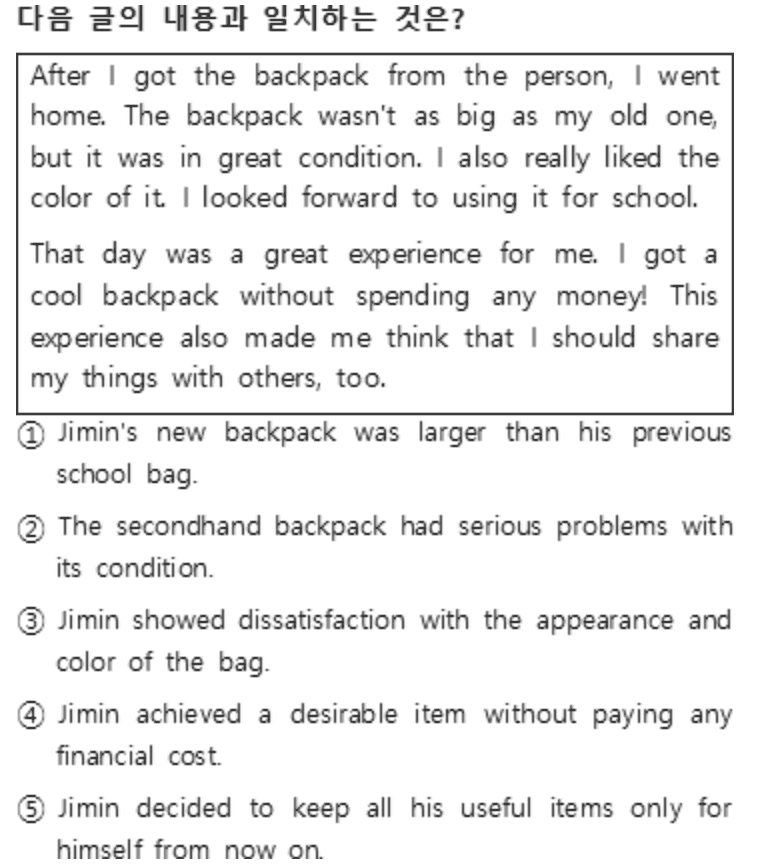 다음 글의 내용과 일치하는 것은?
After I got the backpack from the person, I went
home. The backpack wasn't as big as my old one,
but it was in great condition. I also really liked the
color of it. I looked forward to using it for school.
That day was a great experience for me. I got a
cool backpack without spending any money! This
experience also made me think that I should share
my things with others, too.
① Jimin's new backpack was larger than his previous
school bag.
② The secondhand backpack had serious problems with
its condition.
③ Jimin showed dissatisfaction with the appearance and
color of the bag.
④ Jimin achieved a desirable item without paying any
financial cost.
⑤ Jimin decided to keep all his useful items only for
himself from now on.